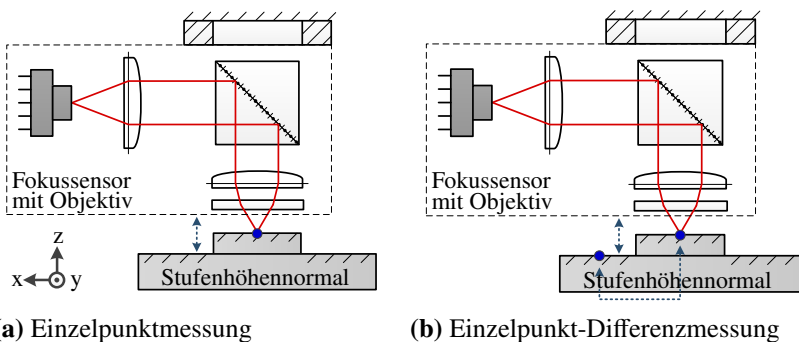 Fokussensor
mit Objektiv
z
x
y
Stufenhöhennormal
Fokussensor
mit Objektiv
Stufenhöhennormal
(a) Einzelpunktmessung
(b) Einzelpunkt-Differenzmessung